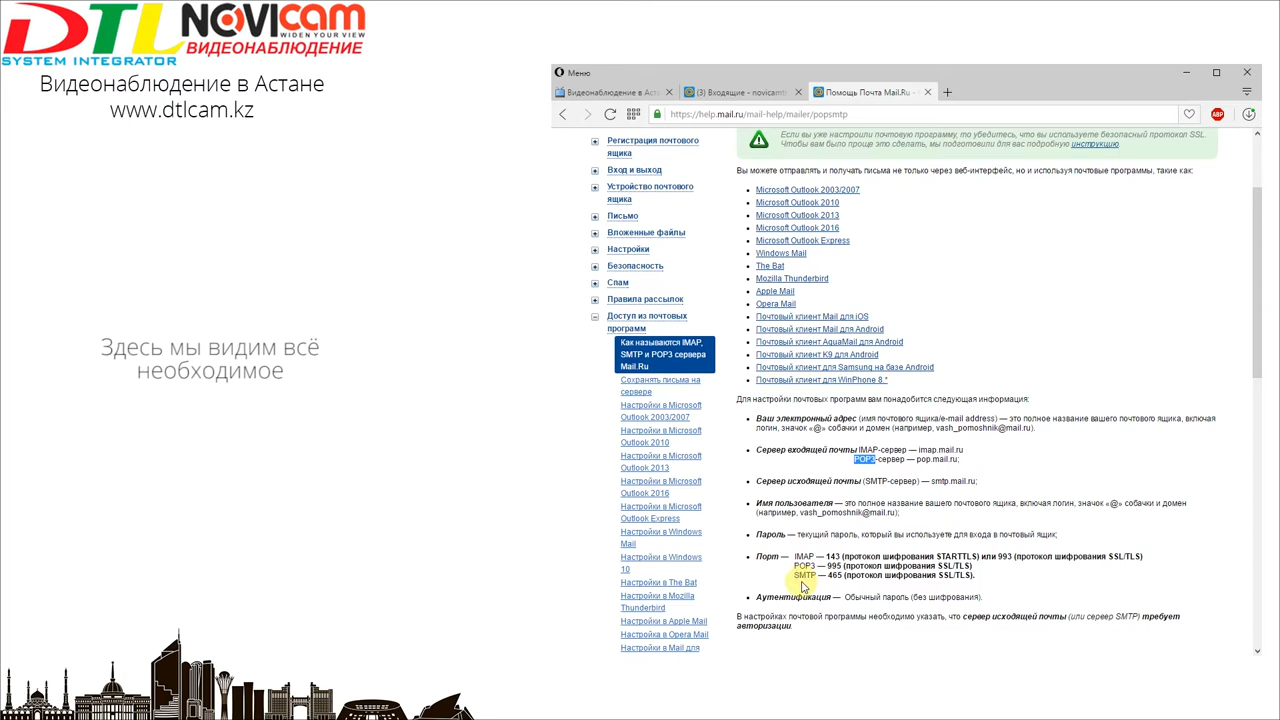 DTL NOVICAM
WIDEN YOUR VIEW
ВИДЕОНАБЛЮДЕНИЕ
SYSTEM INTEGRATOR
Видеонаблюдение в Астане
www.dtlcam.kz
Здесь мы видим всё
необходимое
Меню
Видеонаблюдение в Аста
(3) Входящие - novicamts
Помощь Почта Mail.Ru -
https://help.mail.ru/mail-help/mailer/popsmtp
ABP
Регистрация почтового
ящика
Вход и выход
Устройство почтового
ящика
Письмо
Вложенные файлы
Настройки
Безопасность
Спам
Правила рассылок
Доступ из почтовых
программ
Как называются IMAP,
SMTP и POP3 сервера
Mail.Ru
Сохранять письма на
сервере
Настройки в Microsoft
Outlook 2003/2007
Настройки в Microsoft
Outlook 2010
Настройки в Microsoft
Outlook 2013
Настройки в Microsoft
Outlook 2016
Настройки в Microsoft
Outlook Express
Настройки в Windows
Mail
Настройки в Windows
10
Настройки в The Bat
Настройки в Mozilla
Thunderbird
Настройки в Apple Mail
Настройки в Opera Mail
Настройки в Mail для
Если вы уже настроили почтовую программу, то убедитесь, что вы используете безопасный протокол SSL.
Чтобы вам было проще это сделать, мы подготовили для вас подробную инструкцию.
Вы можете отправлять и получать письма не только через веб-интерфейс, но и используя почтовые программы, такие как:
Microsoft Outlook 2003/2007
Microsoft Outlook 2010
Microsoft Outlook 2013
Microsoft Outlook 2016
Microsoft Outlook Express
Windows Mail
The Bat
Mozilla Thunderbird
Apple Mail
Opera Mail
Почтовый клиент Mail для iOS
Почтовый клиент Mail для Android
Почтовый клиент AquaMail для Android
Почтовый клиент K9 для Android
Почтовый клиент для Samsung на базе Android
Почтовый клиент для WinPhone 8.*
Для настройки почтовых программ вам понадобится следующая информация:
Ваш электронный адрес (имя почтового ящика/e-mail address) — это полное название вашего почтового ящика, включая
логин, значок «@» собачки и домен (например, vash_pomoshnik@mail.ru).
Сервер входящей почты IMAP-сервер — imap.mail.ru
POP3-сервер — pop.mail.ru;
Сервер исходящей почты (SMTP-сервер) — smtp.mail.ru;
Имя пользователя — это полное название вашего почтового ящика, включая логин, значок «@» собачки и домен
(например, vash_pomoshnik@mail.ru);
Пароль — текущий пароль, который вы используете для входа в почтовый ящик;
Порт — IMAP — 143 (протокол шифрования STARTTLS) или 993 (протокол шифрования SSL/TLS)
POP3 — 995 (протокол шифрования SSL/TLS)
SMTP — 465 (протокол шифрования SSL/TLS).
Аутентификация — Обычный пароль (без шифрования).
В настройках почтовой программы необходимо указать, что сервер исходящей почты (или сервер SMTP) требует
авторизации.